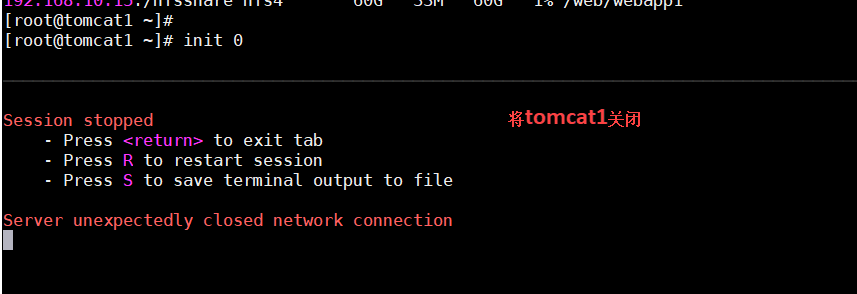 192.168.10.15:/nfsshare nfs4       60G   33M   60G   1% /web/webapp1
[root@tomcat1 ~]#
[root@tomcat1 ~]# init 0
Session stopped
将tomcat1关闭
- Press <return> to exit tab
- Press R to restart session
- Press S to save terminal output to file
Server unexpectedly closed network connection